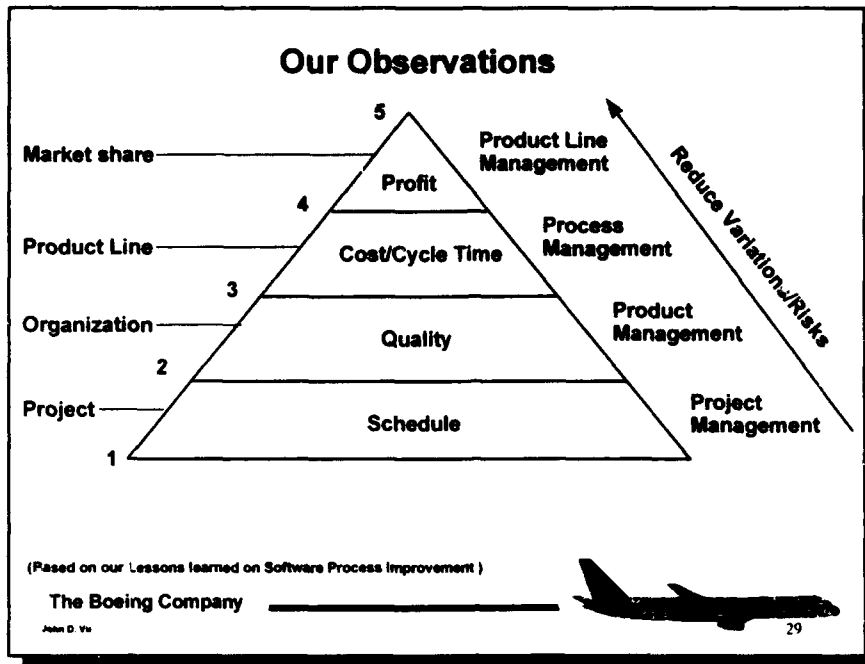 Our Observations
5
Market share
Product Line
Management
Profit
4
Reduce Variations/Risks
Product Line
Process
Management
Cost/Cycle Time
3
Organization
Product
Management
Quality
2
Project
Project
Management
Schedule
1
(Based on our Lessons learned on Software Process Improvement )
The Boeing Company
John D. Vu
29